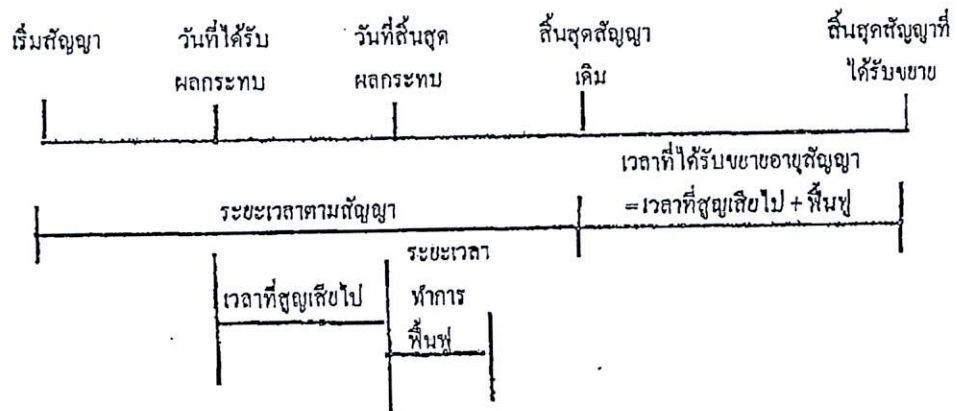 เริ่มสัญญา
วันที่ได้รับ
ผลกระทบ
วันที่สิ้นสุด
ผลกระทบ
สิ้นสุดสัญญา
เดิม
สิ้นสุดสัญญาที่
ได้รับขยาย
เวลาที่ได้รับขยายอายุสัญญา
=เวลาที่สูญเสียไป + ฟื้นฟู
ระยะเวลาตามสัญญา
ระยะเวลา
ทำการ
ฟื้นฟู
เวลาที่สูญเสียไป